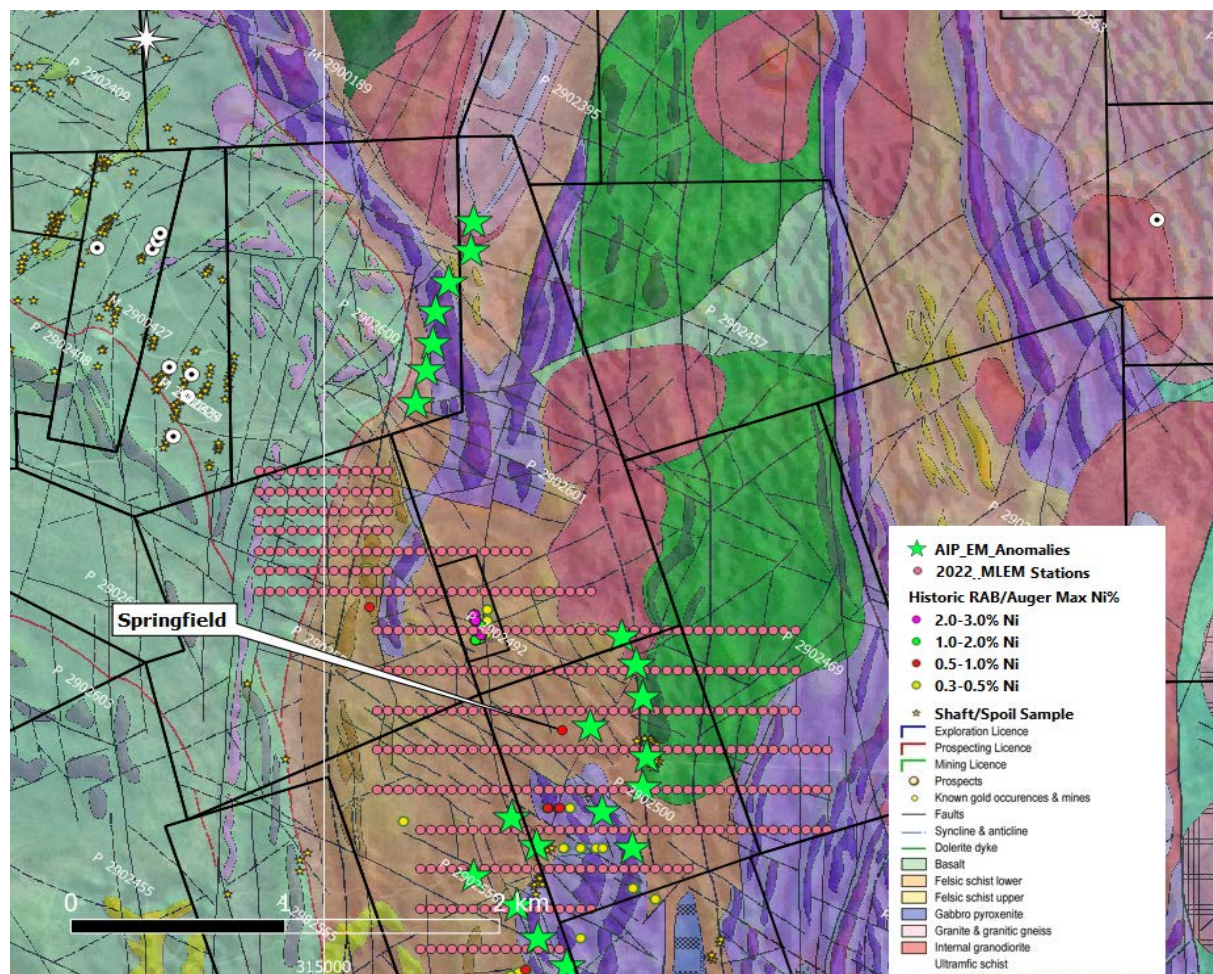 P 2902409
M 2900189
P 2902395
2902563
M 2900427
P 2902408
P 2902600
P 2902457
P 2902601
Springfield
P 2902492
P 2902469
P 2902503
P 2902500
P 2902455
0
1
2 km
315000
AIP_EM_Anomalies
2022_MLEM Stations
Historic RAB/Auger Max Ni%
2.0-3.0% Ni
1.0-2.0% Ni
0.5-1.0% Ni
0.3-0.5% Ni
Shaft/Spoil Sample
Exploration Licence
Prospecting Licence
Mining Licence
Prospects
Known gold occurences & mines
Faults
Syncline & anticline
Dolerite dyke
Basalt
Felsic schist lower
Felsic schist upper
Gabbro pyroxenite
Granite & granitic gneiss
Internal granodiorite
Ultramfic schist